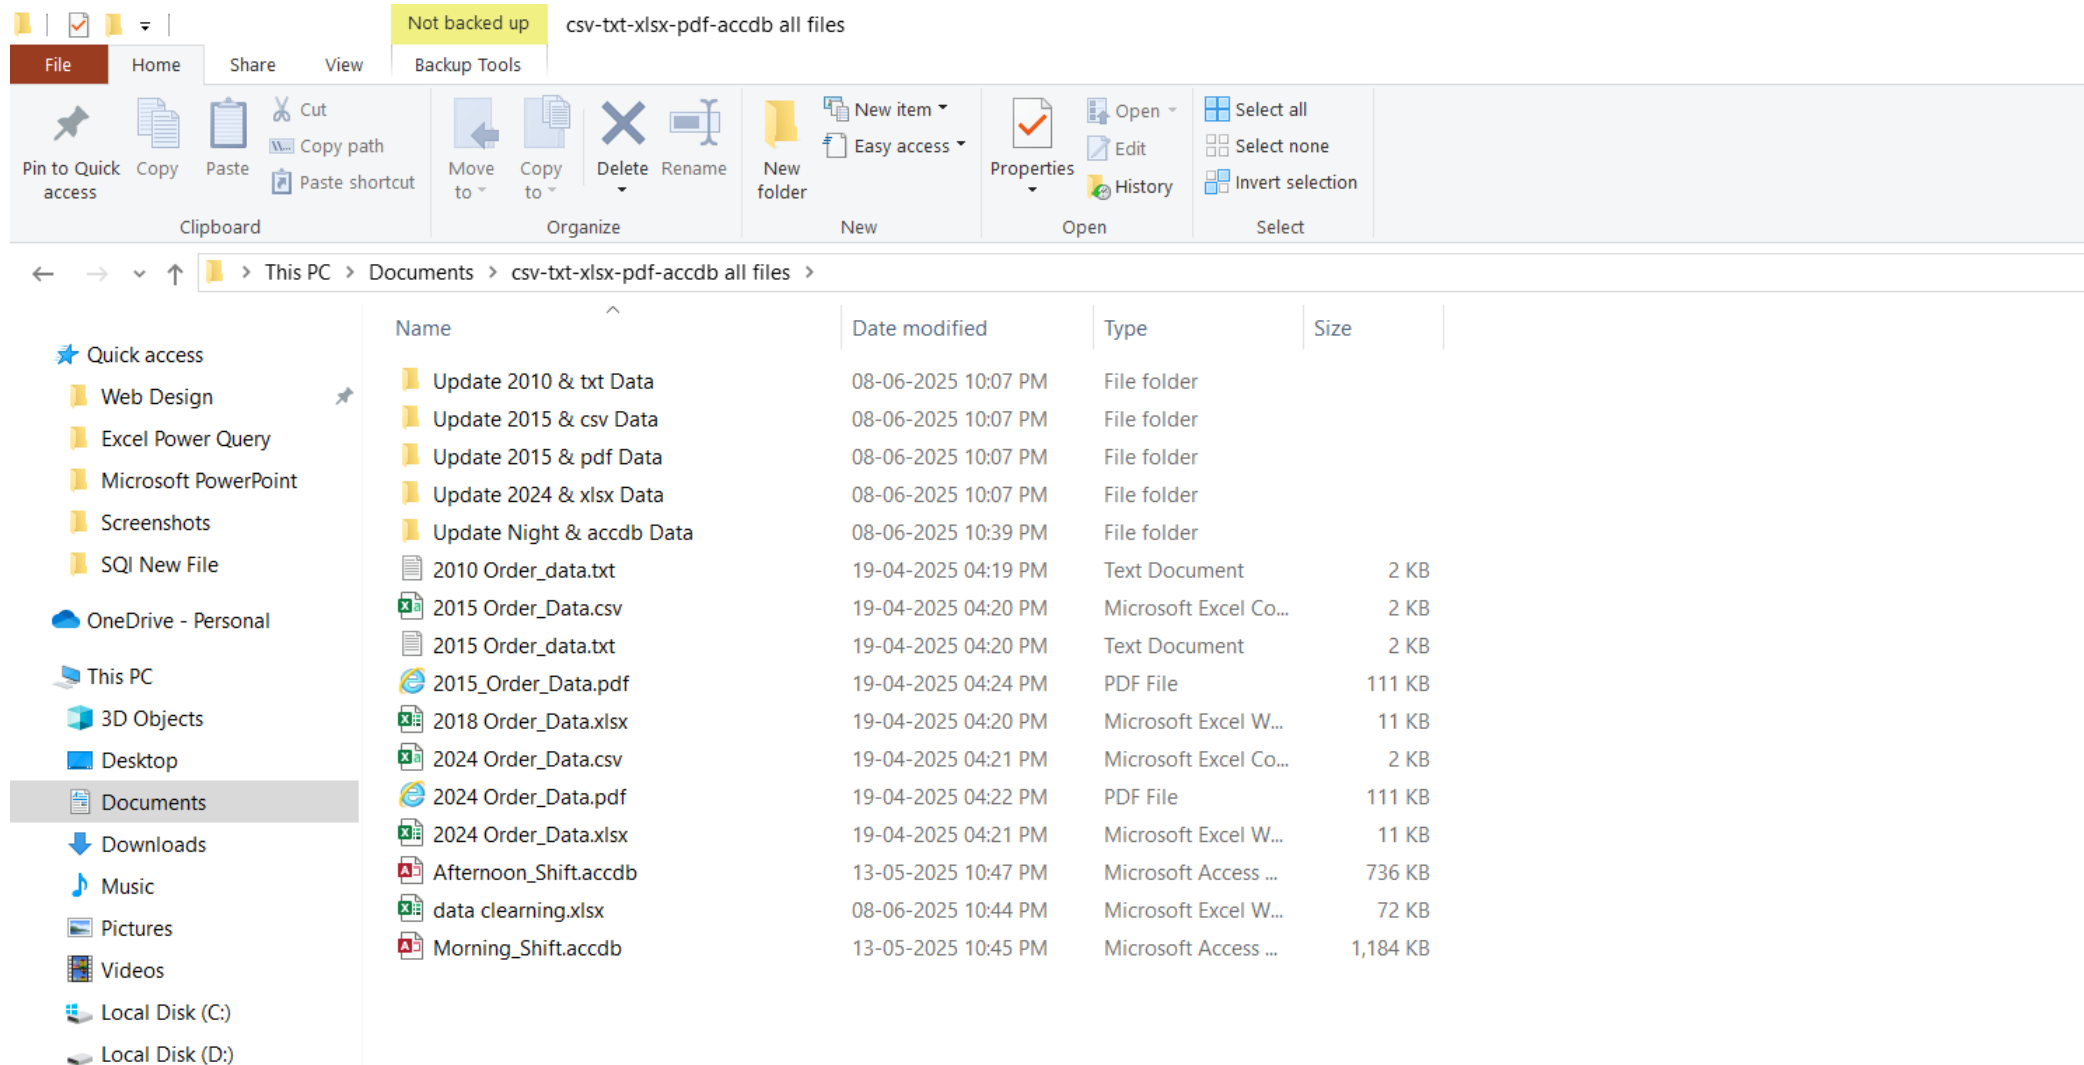 Not backed up csv-txt-xlsx-pdf-accdb all files
File Home Share View Backup Tools
Pin to Quick access
Copy
Paste
Cut
Copy path
Paste shortcut
Clipboard
Move to
Copy to
Delete
Rename
Organize
New folder
New item
Easy access
New
Properties
Open
Edit
History
Open
Select all
Select none
Invert selection
Select
This PC > Documents > csv-txt-xlsx-pdf-accdb all files >
Quick access
Web Design
Excel Power Query
Microsoft PowerPoint
Screenshots
SQl New File
OneDrive - Personal
This PC
3D Objects
Desktop
Documents
Downloads
Music
Pictures
Videos
Local Disk (C:)
Local Disk (D:)
Name Date modified Type Size
Update 2010 & txt Data 08-06-2025 10:07 PM File folder
Update 2015 & csv Data 08-06-2025 10:07 PM File folder
Update 2015 & pdf Data 08-06-2025 10:07 PM File folder
Update 2024 & xlsx Data 08-06-2025 10:07 PM File folder
Update Night & accdb Data 08-06-2025 10:39 PM File folder
2010 Order_data.txt 19-04-2025 04:19 PM Text Document 2 KB
2015 Order_Data.csv 19-04-2025 04:20 PM Microsoft Excel Co... 2 KB
2015 Order_data.txt 19-04-2025 04:20 PM Text Document 2 KB
2015_Order_Data.pdf 19-04-2025 04:24 PM PDF File 111 KB
2018 Order_Data.xlsx 19-04-2025 04:20 PM Microsoft Excel W... 11 KB
2024 Order_Data.csv 19-04-2025 04:21 PM Microsoft Excel Co... 2 KB
2024 Order_Data.pdf 19-04-2025 04:22 PM PDF File 111 KB
2024 Order_Data.xlsx 19-04-2025 04:21 PM Microsoft Excel W... 11 KB
Afternoon_Shift.accdb 13-05-2025 10:47 PM Microsoft Access ... 736 KB
data clearning.xlsx 08-06-2025 10:44 PM Microsoft Excel W... 72 KB
Morning_Shift.accdb 13-05-2025 10:45 PM Microsoft Access ... 1,184 KB